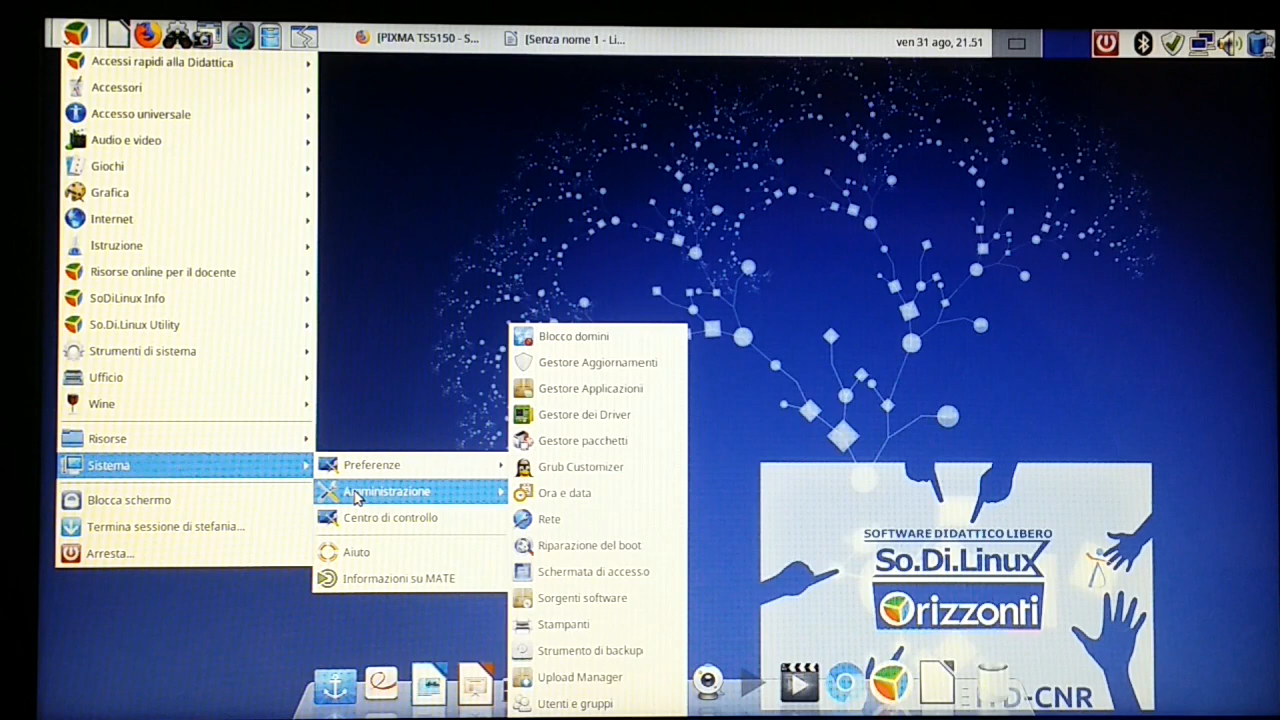 [PIXMA TS5150 - S...
[Senza nome 1 - Li...
ven 31 ago, 21.51
Accessi rapidi alla Didattica
Accessori
Accesso universale
Audio e video
Giochi
Grafica
Internet
Istruzione
Risorse online per il docente
SoDiLinux Info
So.Di.Linux Utility
Strumenti di sistema
Ufficio
Wine
Risorse
Sistema
Blocca schermo
Termina sessione di stefania...
Arresta...
Preferenze
Amministrazione
Centro di controllo
Aiuto
Informazioni su MATE
Blocco domini
Gestore Aggiornamenti
Gestore Applicazioni
Gestore dei Driver
Gestore pacchetti
Grub Customizer
Ora e data
Rete
Riparazione del boot
Schermata di accesso
Sorgenti software
Stampanti
Strumento di backup
Upload Manager
Utenti e gruppi
SOFTWARE DIDATTICO LIBERO
So.Di.Linux
Orizzonti
D-CNR